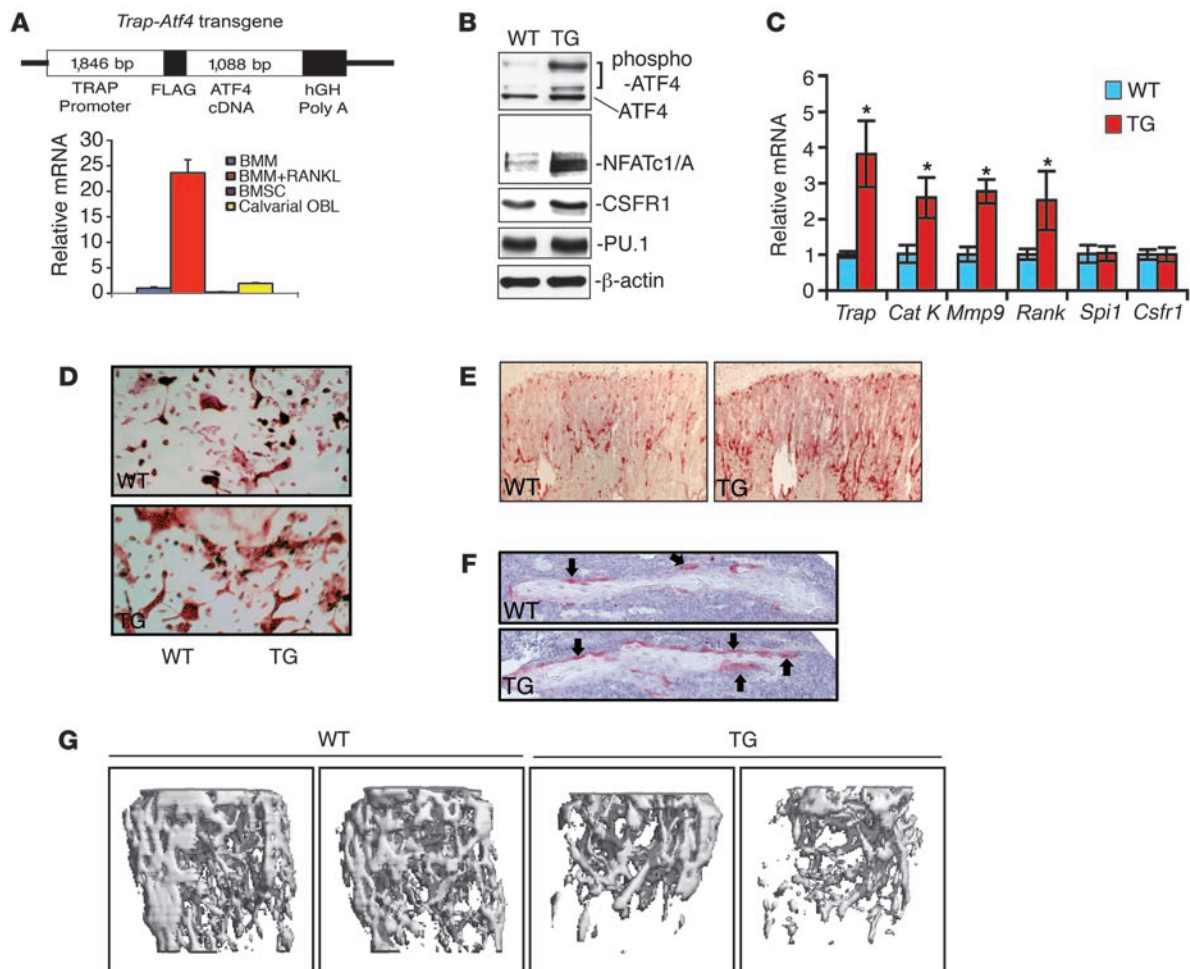 A
Trap-Atf4 transgene
1,846 bp
1,088 bp
TRAP Promoter
FLAG
ATF4 cDNA
hGH Poly A
Relative mRNA
30
25
20
15
10
5
0
BMM
BMM+RANKL
BMSC
Calvarial OBL
B
WT TG
phospho
-ATF4
ATF4
-NFATc1/A
-CSFR1
-PU.1
-β-actin
C
Relative mRNA
6
5
4
3
2
1
0
WT
TG
* * * *
Trap Cat K Mmp9 Rank Spi1 Csfr1
D
WT
TG
WT TG
E
WT
TG
F
WT
TG
G
WT
TG